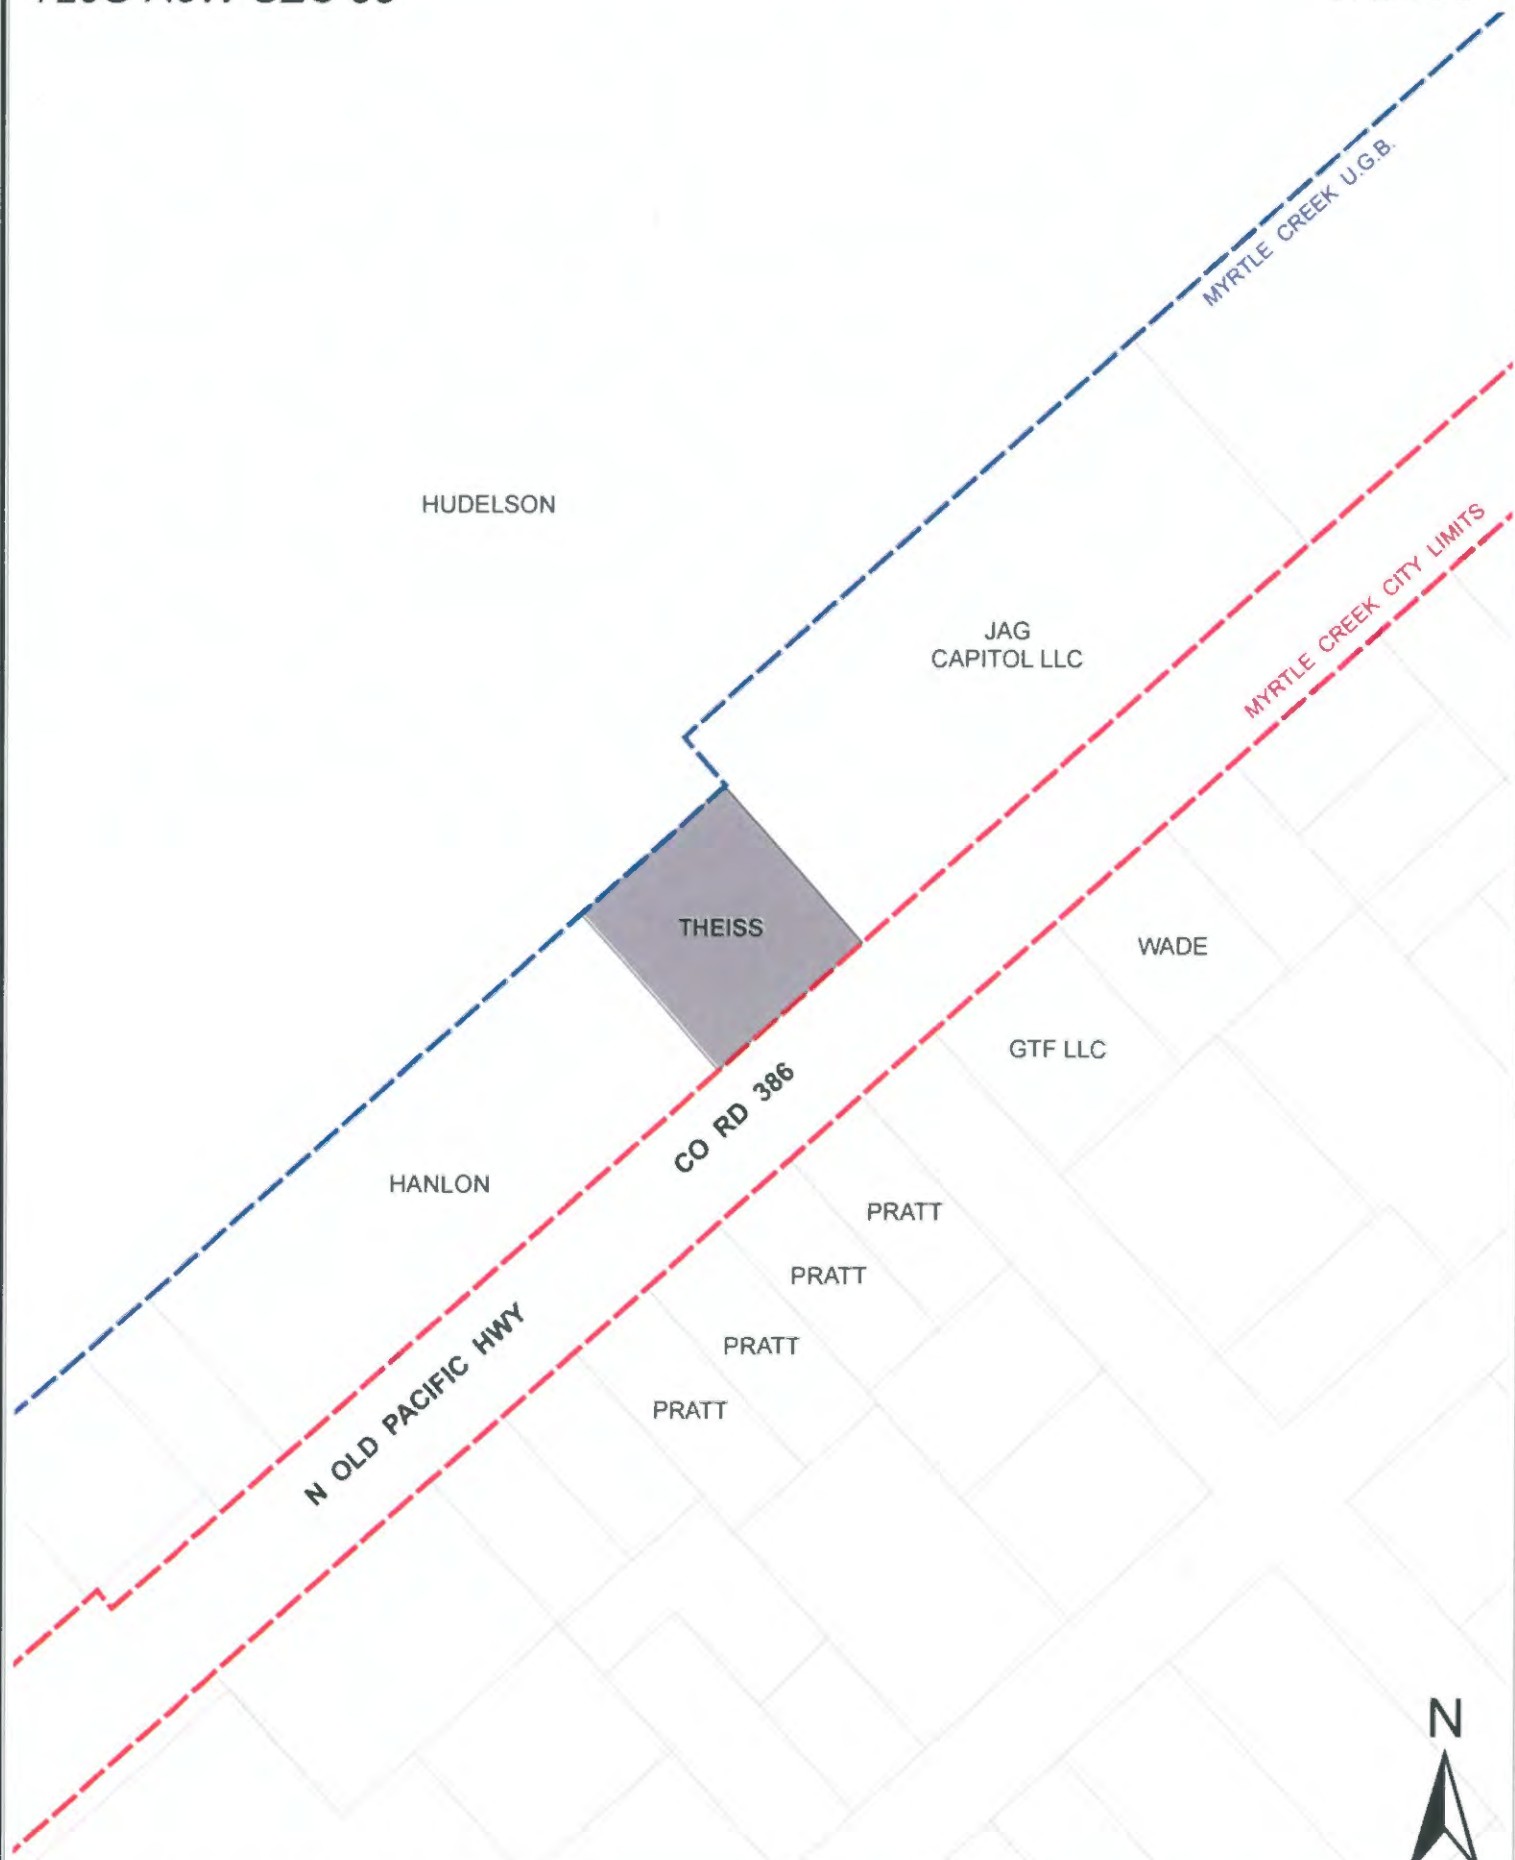 MYRTLE CREEK U.G.B.
HUDELSON
MYRTLE CREEK CITY LIMITS
JAG
CAPITOL LLC
THEISS
WADE
GTF LLC
CO RD 386
HANLON
PRATT
PRATT
PRATT
PRATT
N OLD PACIFIC HWY
N